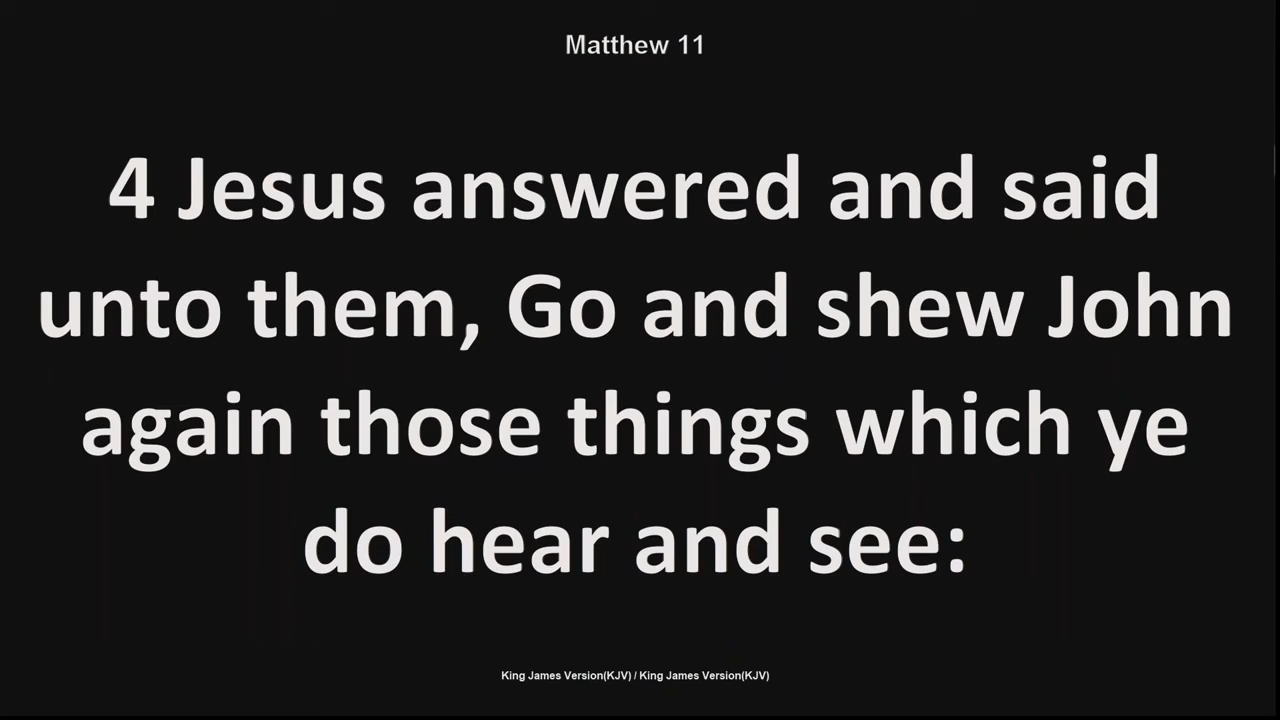 Matthew 11
4 Jesus answered and said
unto them, Go and shew John
again those things which ye
do hear and see:
King James Version(KJV) / King James Version(KJV)